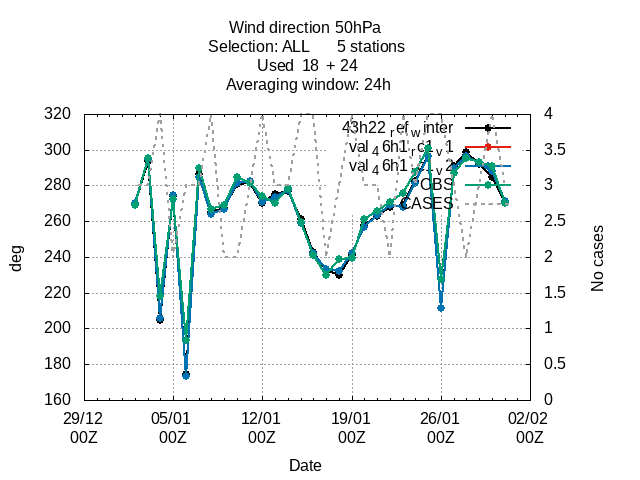 Wind direction 50hPa
Selection: ALL 5 stations
Used 18 + 24
Averaging window: 24h
320 4
300 3.5
280 3
260 2.5
240 2
220 1.5
200 1
180 0.5
160 0
43h22_ref_winter
val_46h1_rc1_v1
OBS
CASES
deg
No cases
29/12 05/01 12/01 19/01 26/01 02/02
00Z 00Z 00Z 00Z 00Z 00Z
Date